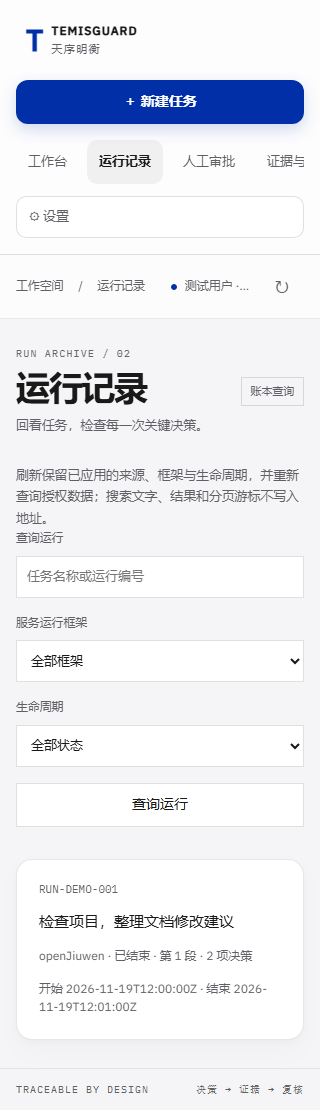 TEMISGUARD
天序明衡
+ 新建任务
工作台 运行记录 人工审批 证据与
设置
工作空间 / 运行记录 测试用户 ·...
RUN ARCHIVE / 02
运行记录
账本查询
回看任务，检查每一次关键决策。
刷新保留已应用的来源、框架与生命周期，并重新
查询授权数据；搜索文字、结果和分页游标不写入
地址。
查询运行
任务名称或运行编号
服务运行框架
全部框架
生命周期
全部状态
查询运行
RUN-DEMO-001
检查项目，整理文档修改建议
openJiuwen · 已结束 · 第 1 段 · 2 项决策
开始 2026-11-19T12:00:00Z · 结束 2026-
11-19T12:01:00Z
TRACEABLE BY DESIGN 决策 → 证据 → 复核